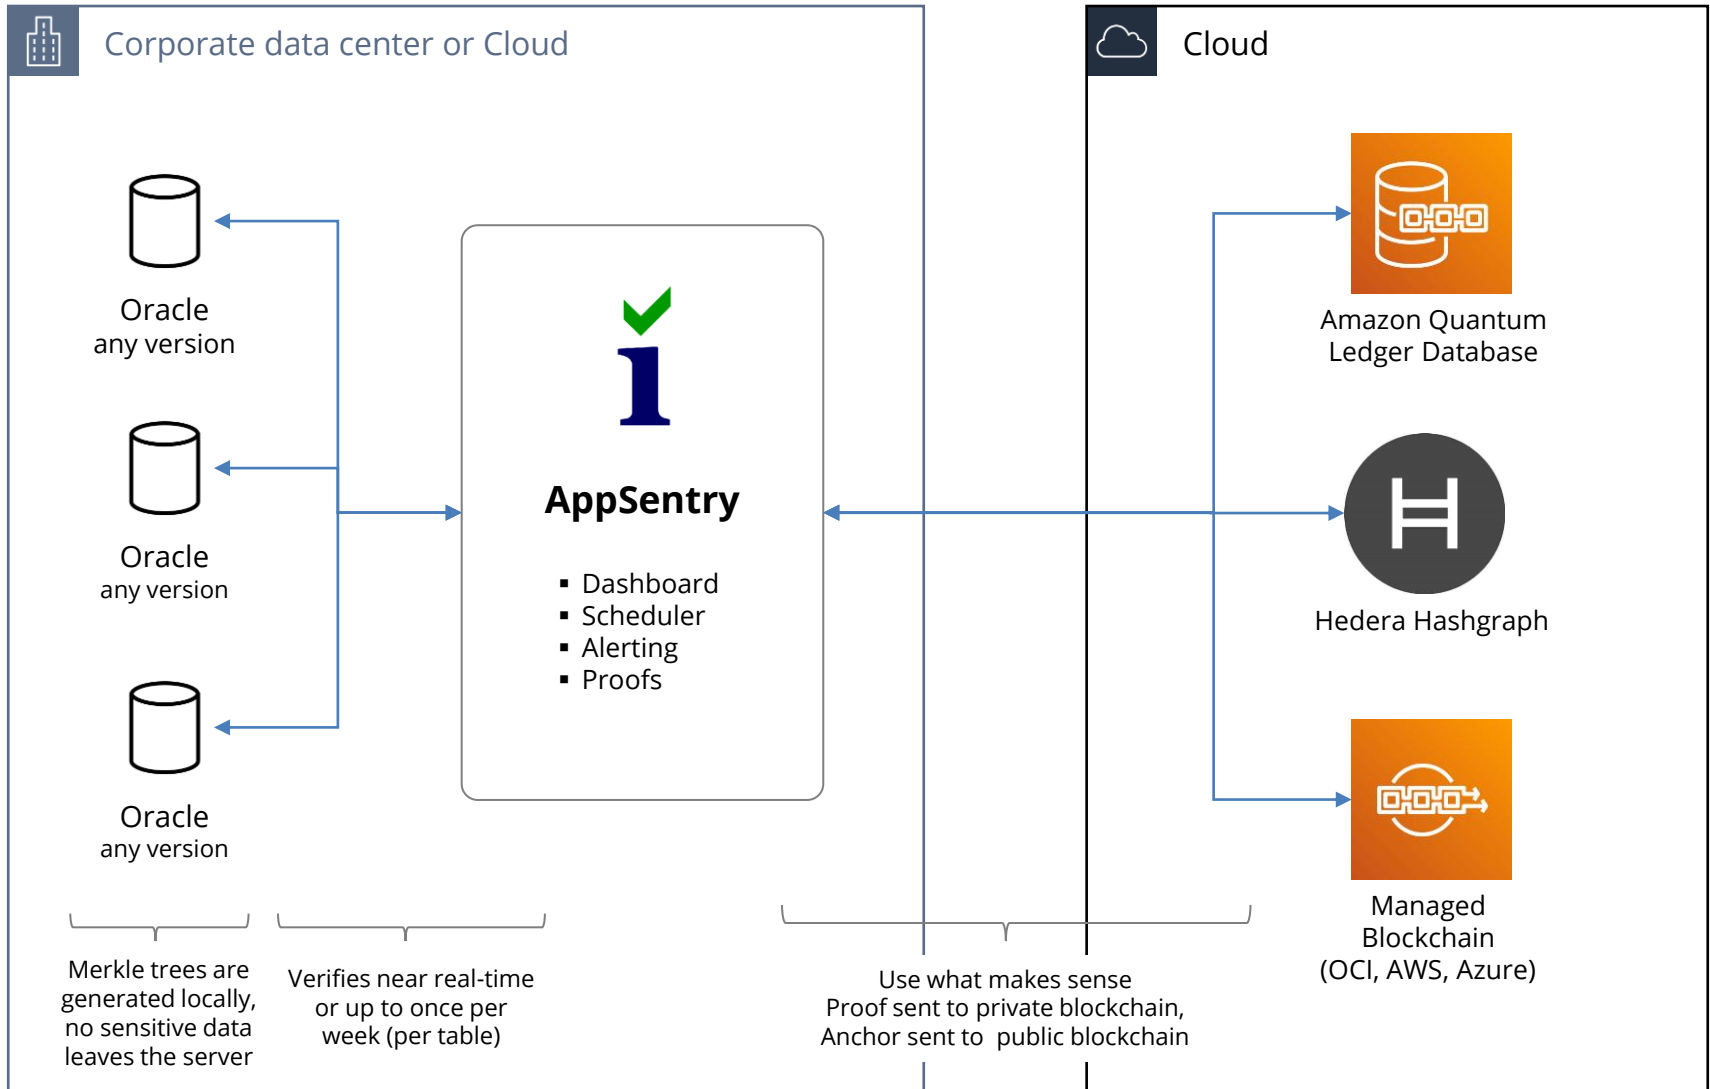 Corporate data center or Cloud
Cloud
Oracle
any version
Oracle
any version
Oracle
any version
AppSentry
▪ Dashboard
▪ Scheduler
▪ Alerting
▪ Proofs
Amazon Quantum
Ledger Database
Hedera Hashgraph
Managed
Blockchain
(OCI, AWS, Azure)
Merkle trees are
generated locally,
no sensitive data
leaves the server
Verifies near real-time
or up to once per
week (per table)
Use what makes sense
Proof sent to private blockchain,
Anchor sent to  public blockchain